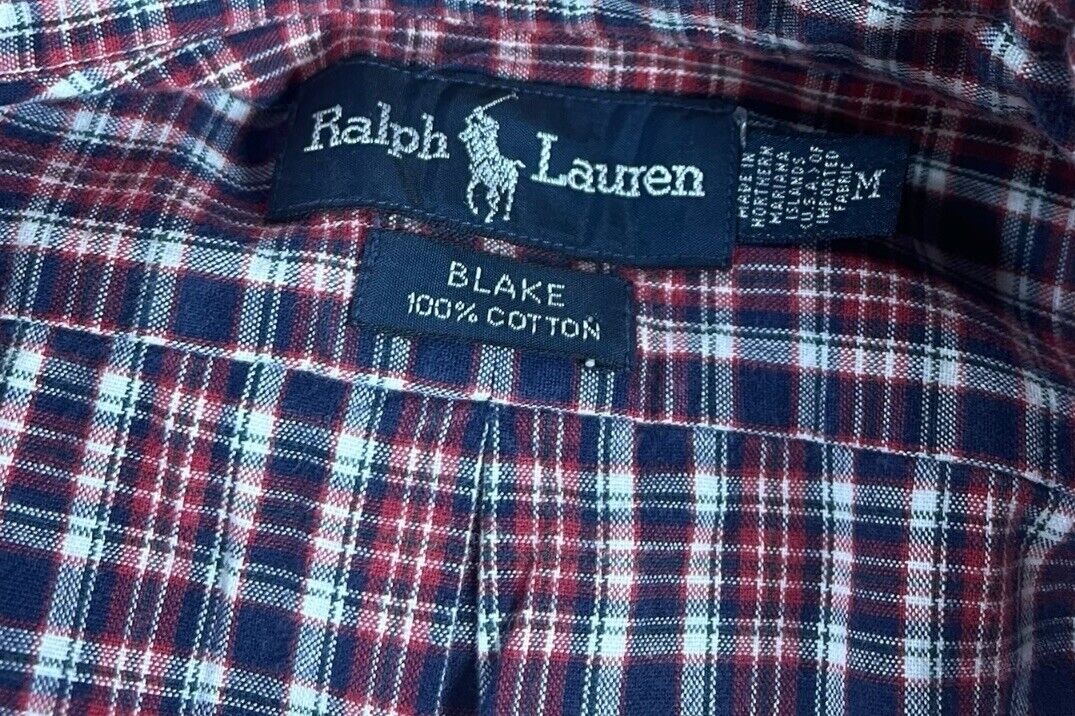 Ralph Lauren
MADE IN
NORTHERN
MARIANA
ISLANDS
(U.S.A.) OF
IMPORTED
FABRIC
M
BLAKE
100% COTTON